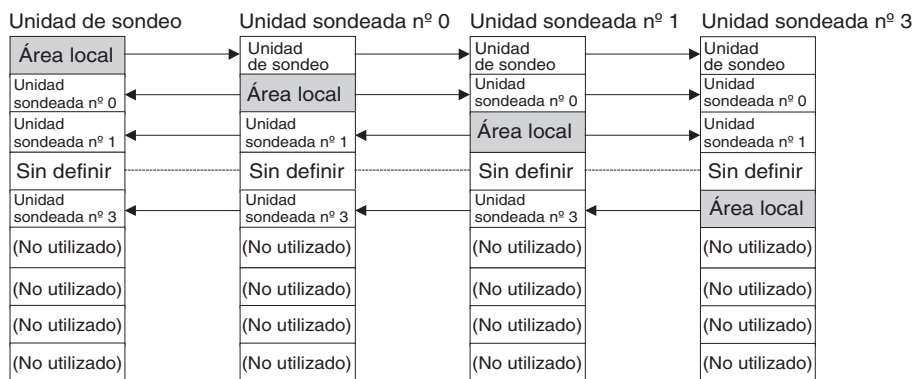 Unidad de sondeo Unidad sondeada nº 0 Unidad sondeada nº 1 Unidad sondeada nº 3
Área local Unidad Unidad Unidad
de sondeo de sondeo de sondeo
Unidad Área local Unidad Unidad
sondeada nº 0 sondeada nº 0 sondeada nº 0
Unidad Unidad Área local Unidad
sondeada nº 1 sondeada nº 1 sondeada nº 1
Sin definir Sin definir Sin definir Sin definir
Unidad Unidad Unidad Área local
sondeada nº 3 sondeada nº 3 sondeada nº 3
(No utilizado) (No utilizado) (No utilizado) (No utilizado)
(No utilizado) (No utilizado) (No utilizado) (No utilizado)
(No utilizado) (No utilizado) (No utilizado) (No utilizado)
(No utilizado) (No utilizado) (No utilizado) (No utilizado)